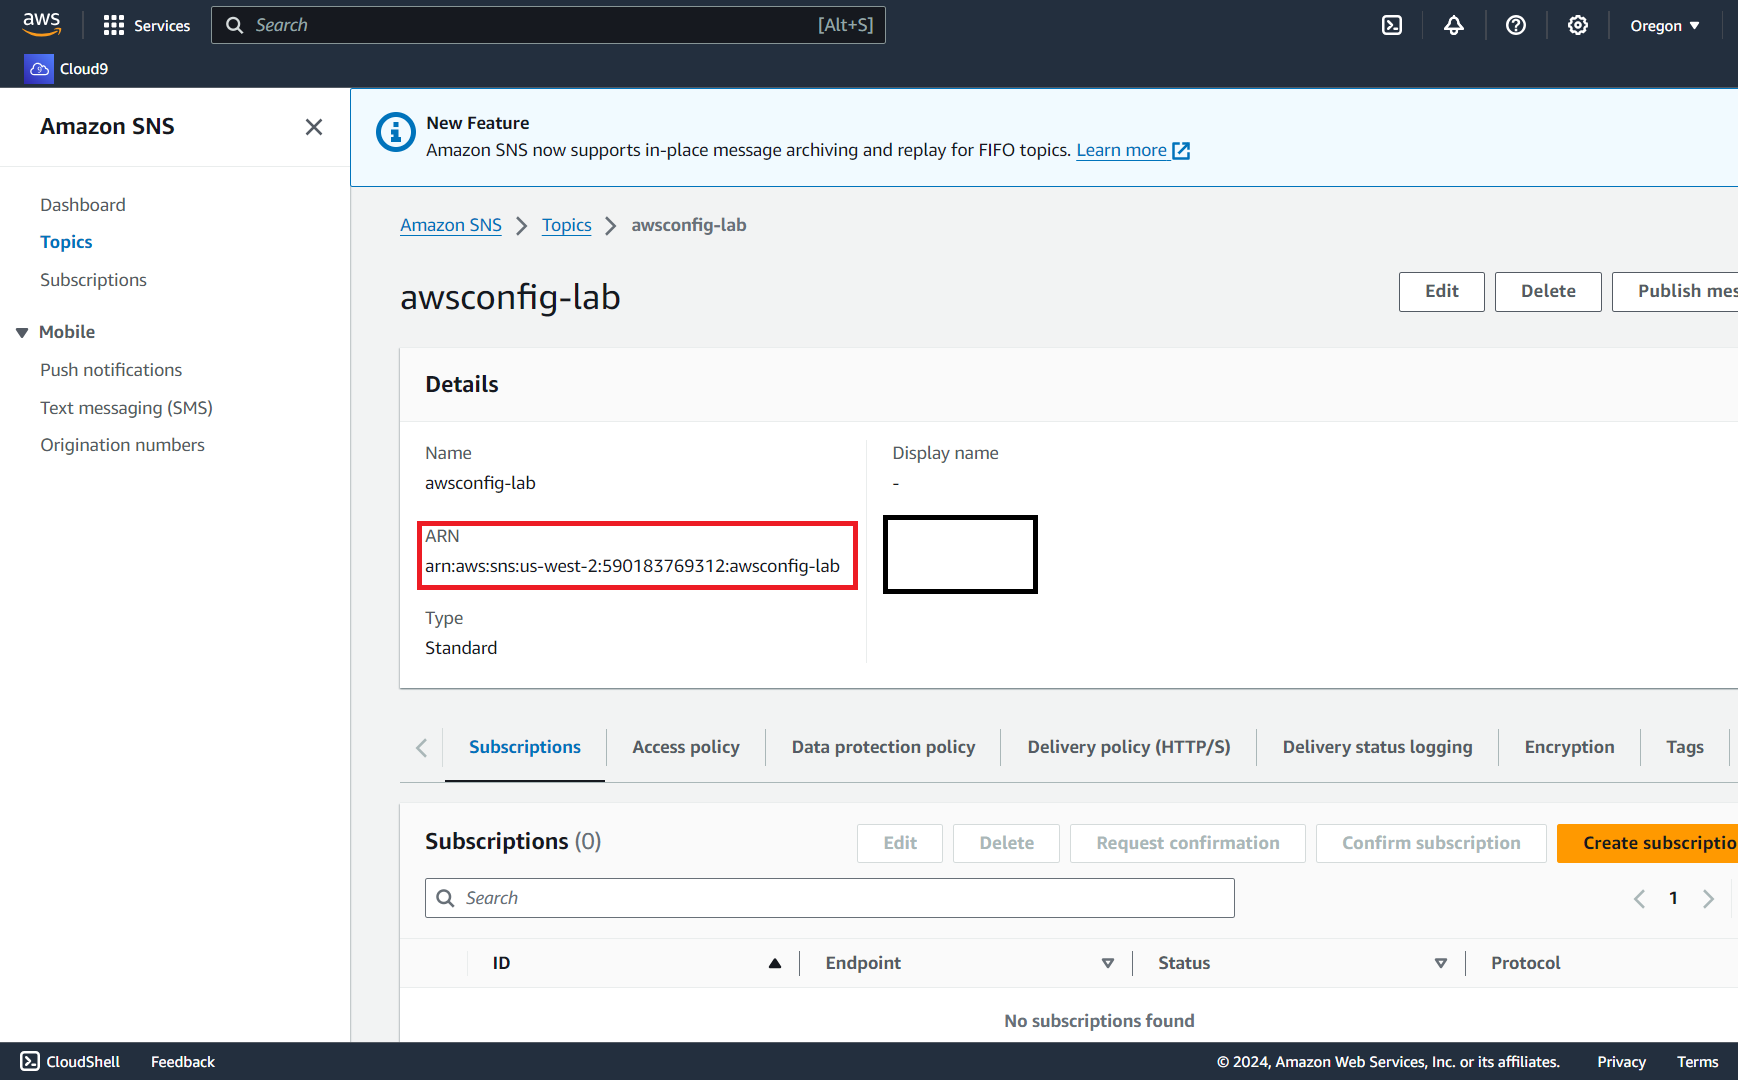 aws
Services
Search
[Alt+S]
Oregon
Cloud9
Amazon SNS
Dashboard
Topics
Subscriptions
Mobile
Push notifications
Text messaging (SMS)
Origination numbers
New Feature
Amazon SNS now supports in-place message archiving and replay for FIFO topics. Learn more
Amazon SNS
Topics
awsconfig-lab
awsconfig-lab
Edit
Delete
Publish mes
Details
Name
awsconfig-lab
Display name
-
ARN
arn:aws:sns:us-west-2:590183769312:awsconfig-lab
Type
Standard
Subscriptions
Access policy
Data protection policy
Delivery policy (HTTP/S)
Delivery status logging
Encryption
Tags
Subscriptions (0)
Edit
Delete
Request confirmation
Confirm subscription
Create subscriptio
Search
1
ID
Endpoint
Status
Protocol
No subscriptions found
CloudShell
Feedback
© 2024, Amazon Web Services, Inc. or its affiliates.
Privacy
Terms